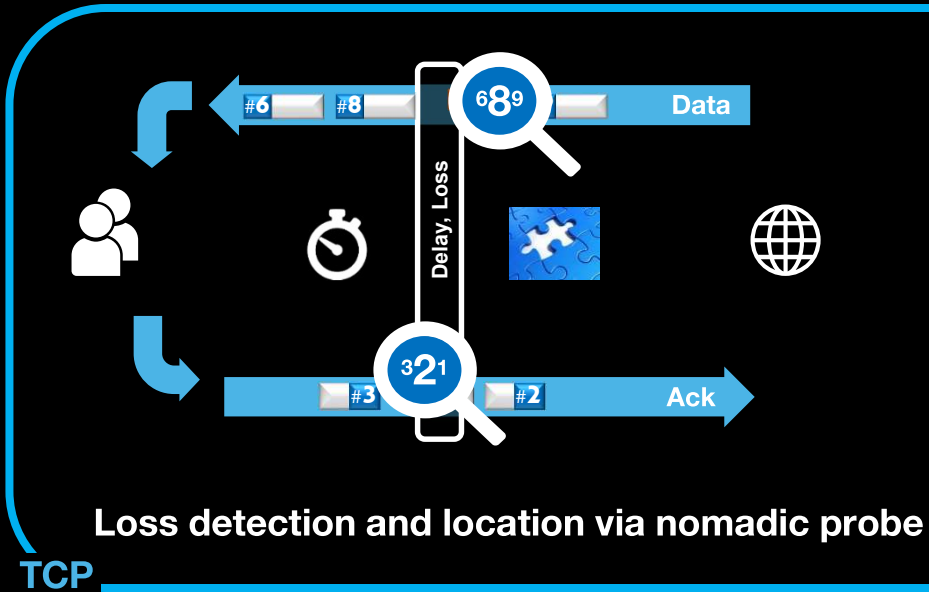 #6
#8
689
Data
Delay, Loss
#3
321
#2
Ack
Loss detection and location via nomadic probe
TCP